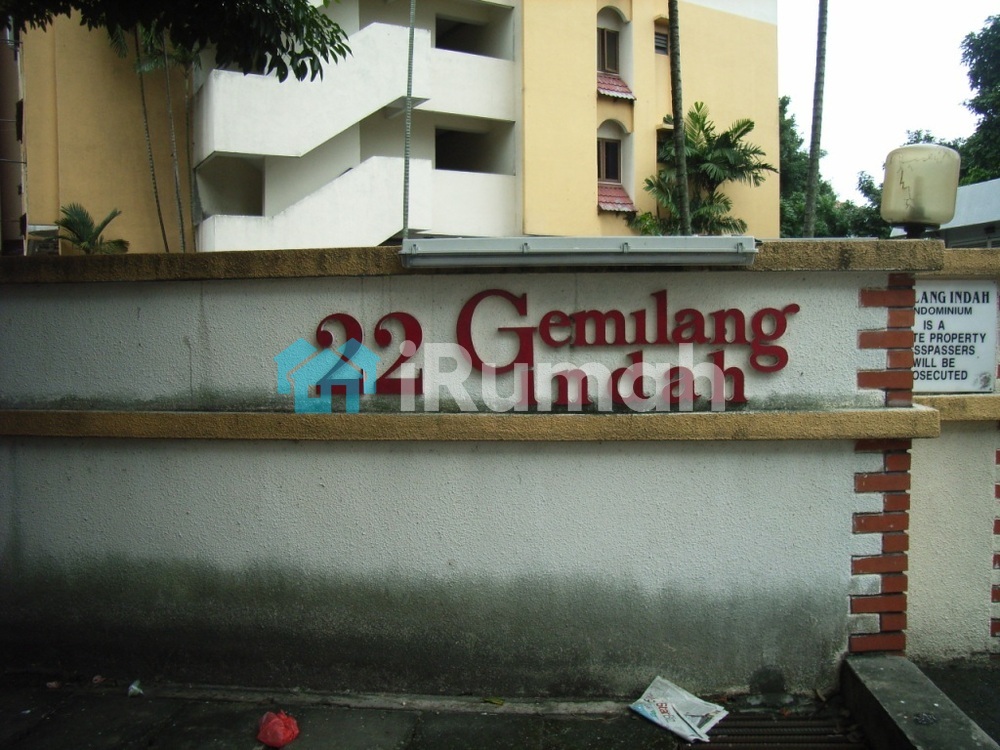 22 Gemilang
Indah
iRumah
LANG INDAH
NDOMINIUM
IS A
TE PROPERTY
SSPASSERS
WILL BE
OSECUTED